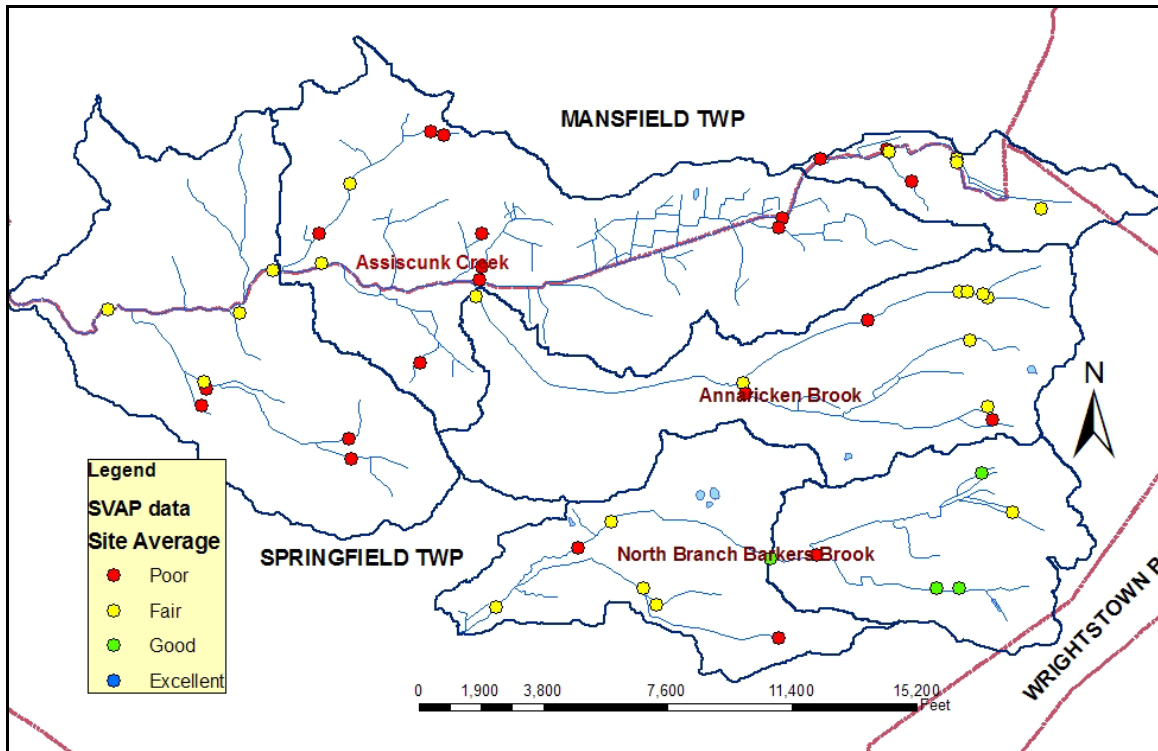 MANSFIELD TWP
Assiscunk Creek
Annaricken Brook
N
Legend
SVAP data
Site Average
Poor
Fair
Good
Excellent
SPRINGFIELD TWP
North Branch Barkers Brook
WRIGHTSTOWN B
0 1,900 3,800 7,600 11,400 15,200
Feet